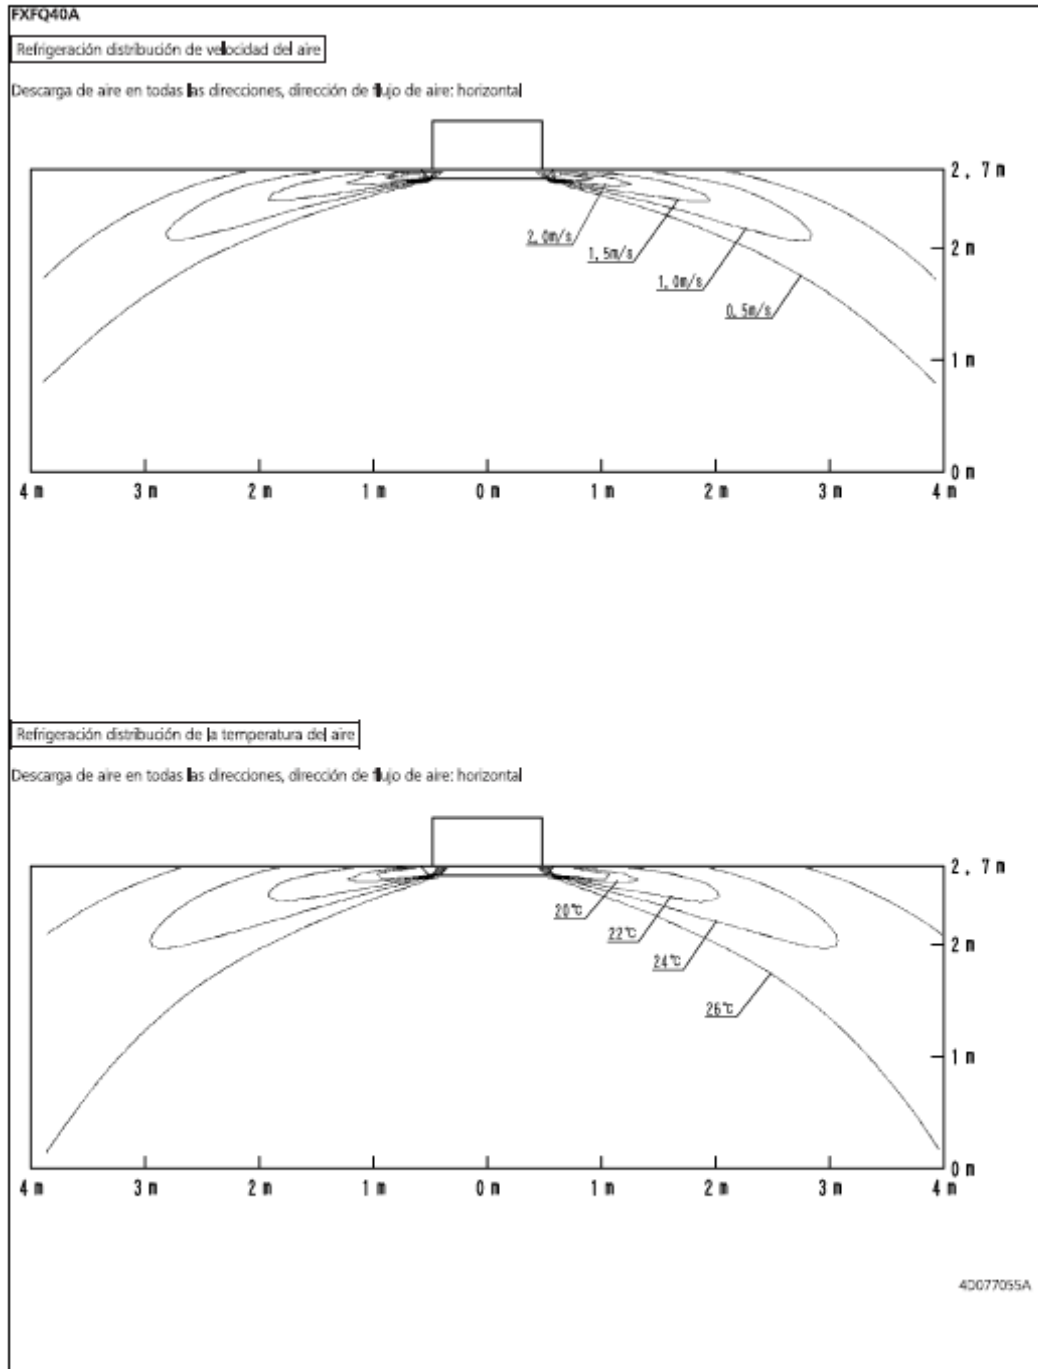 FXFQ40A
Refrigeración distribución de velocidad del aire
Descarga de aire en todas las direcciones, dirección de flujo de aire: horizontal
2, 7 m
2, 0m/s
2 m
1, 5m/s
1, 0m/s
0, 5m/s
1 m
0 m
4 m 3 m 2 m 1 m 0 m 1 m 2 m 3 m 4 m
Refrigeración distribución de la temperatura del aire
Descarga de aire en todas las direcciones, dirección de flujo de aire: horizontal
2, 7 m
20℃
22℃
2 m
24℃
26℃
1 m
0 m
4 m 3 m 2 m 1 m 0 m 1 m 2 m 3 m 4 m
4D077055A